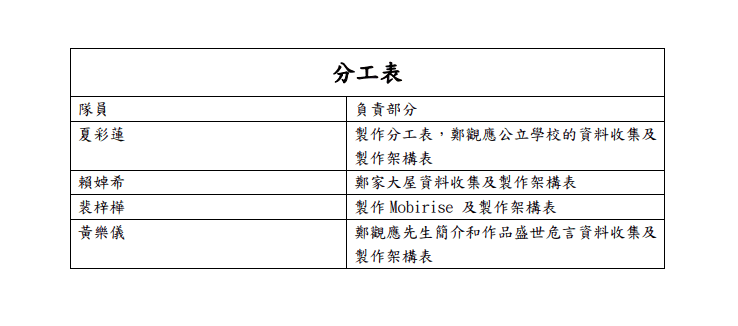 分工表
隊員 負責部分
夏彩蓮 製作分工表，鄭觀應公立學校的資料收集及
製作架構表
賴婥希 鄭家大屋資料收集及製作架構表
裴梓樺 製作 Mobirise 及製作架構表
黃樂儀 鄭觀應先生簡介和作品盛世危言資料收集及
製作架構表